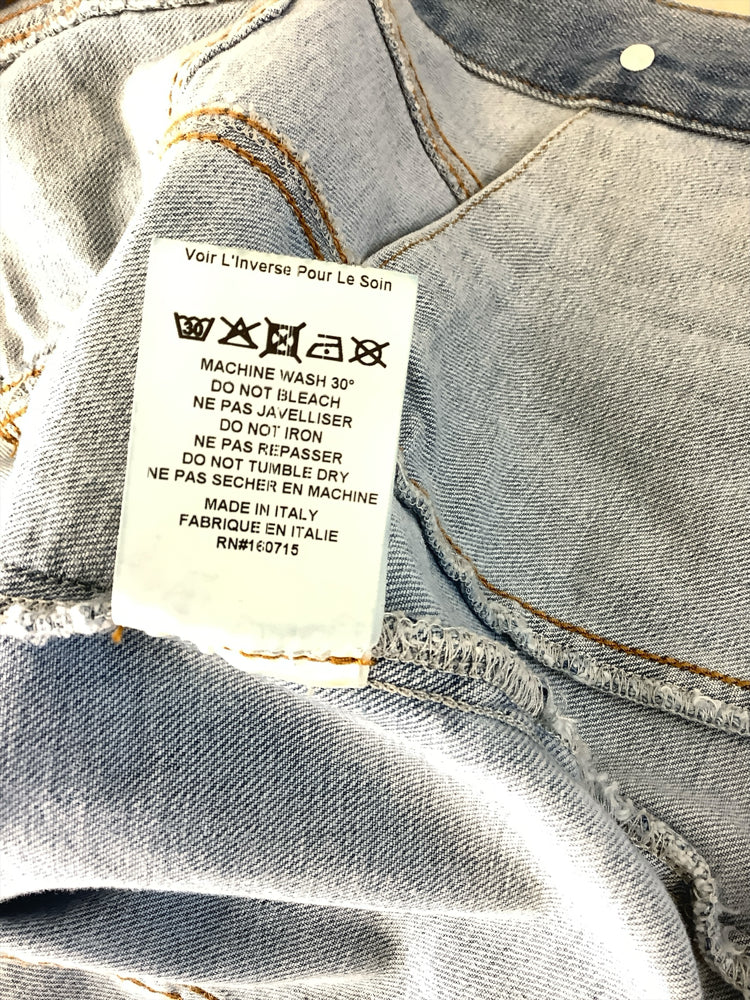 Voir L'Inverse Pour Le Soin
30
MACHINE WASH 30°
DO NOT BLEACH
NE PAS JAVELLISER
DO NOT IRON
NE PAS REPASSER
DO NOT TUMBLE DRY
NE PAS SECHER EN MACHINE
MADE IN ITALY
FABRIQUE EN ITALIE
RN#160715